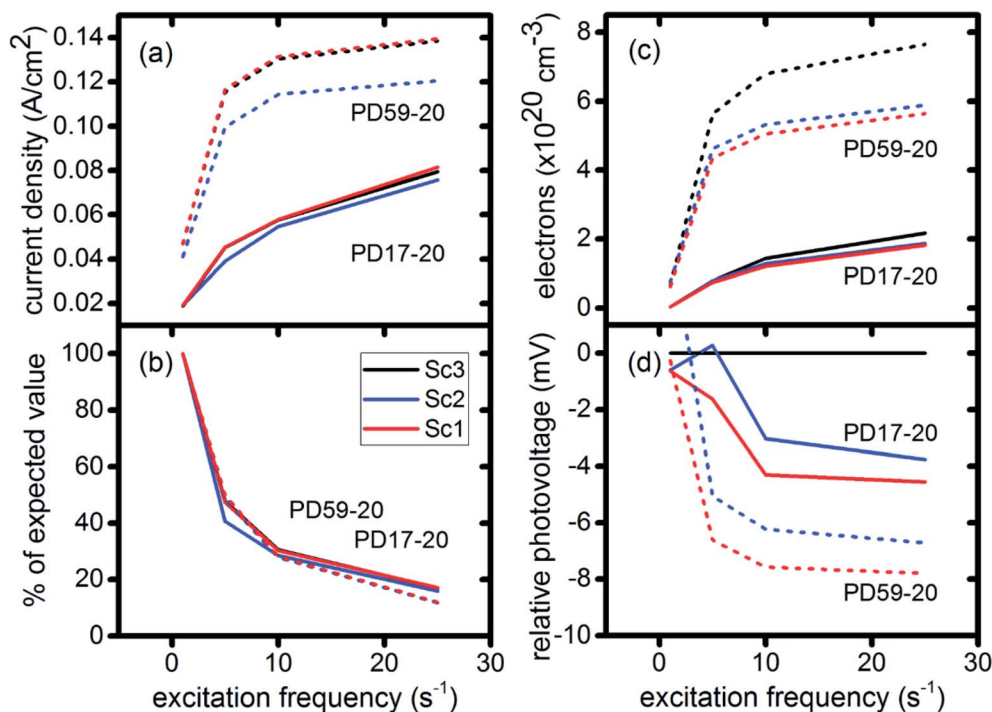 (a)
current density (A/cm²)
0.14
0.12
0.10
0.08
0.06
0.04
0.02
PD59-20
PD17-20
(b)
% of expected value
100
80
60
40
20
0
Sc3
Sc2
Sc1
PD59-20
PD17-20
0 10 20 30
excitation frequency (s⁻¹)
(c)
electrons (x10²⁰ cm⁻³)
8
6
4
2
0
PD59-20
PD17-20
(d)
relative photovoltage (mV)
0
-2
-4
-6
-8
-10
PD17-20
PD59-20
0 10 20 30
excitation frequency (s⁻¹)